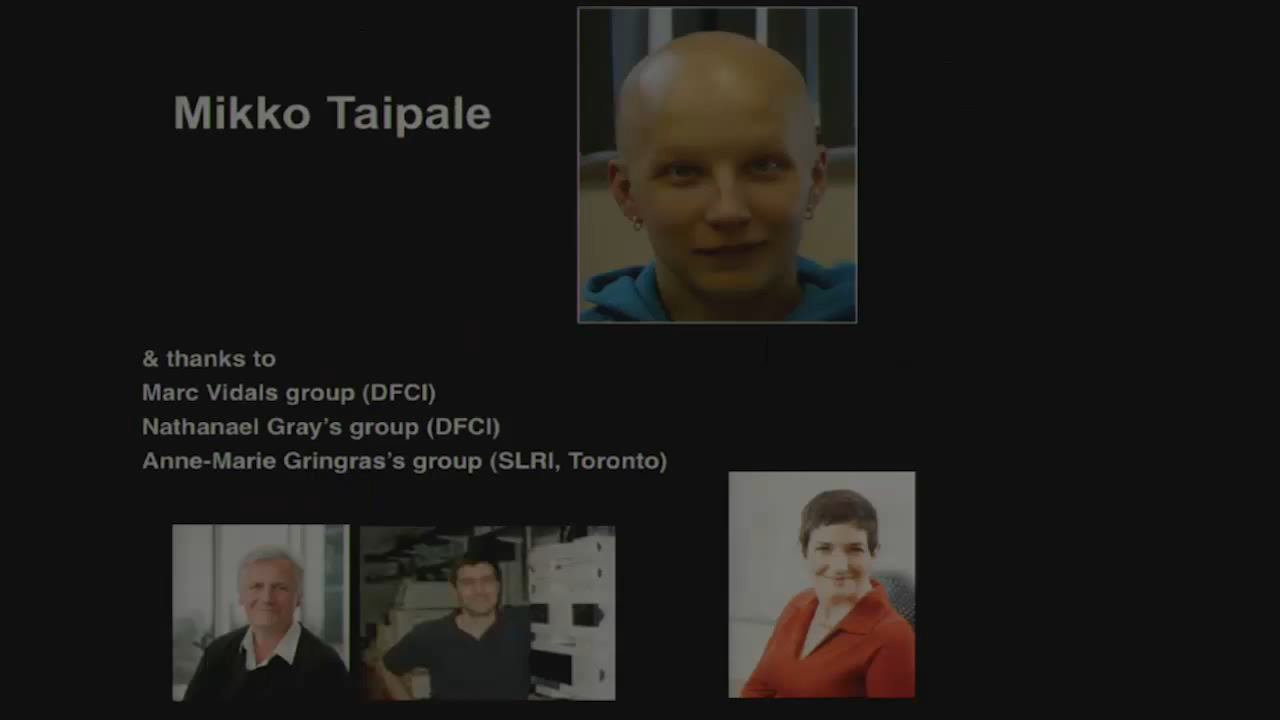 Mikko Taipale
& thanks to
Marc Vidals group (DFCI)
Nathanael Gray’s group (DFCI)
Anne-Marie Gringras’s group (SLRI, Toronto)